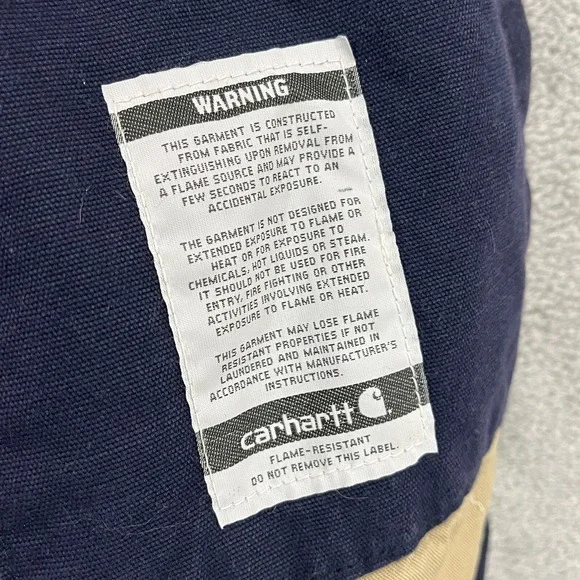 WARNING
THIS GARMENT IS CONSTRUCTED
FROM FABRIC THAT IS SELF-
EXTINGUISHING UPON REMOVAL FROM
A FLAME SOURCE AND MAY PROVIDE A
FEW SECONDS TO REACT TO AN
ACCIDENTAL EXPOSURE.
THE GARMENT IS NOT DESIGNED FOR
EXTENDED EXPOSURE TO FLAME OR
HEAT OR FOR EXPOSURE TO
CHEMICALS, HOT LIQUIDS OR STEAM.
IT SHOULD NOT BE USED FOR FIRE
ENTRY, FIRE FIGHTING OR OTHER
ACTIVITIES INVOLVING EXTENDED
EXPOSURE TO FLAME OR HEAT.
THIS GARMENT MAY LOSE FLAME
RESISTANT PROPERTIES IF NOT
LAUNDERED AND MAINTAINED IN
ACCORDANCE WITH MANUFACTURER'S
INSTRUCTIONS.
carhartt
FLAME-RESISTANT
DO NOT REMOVE THIS LABEL.